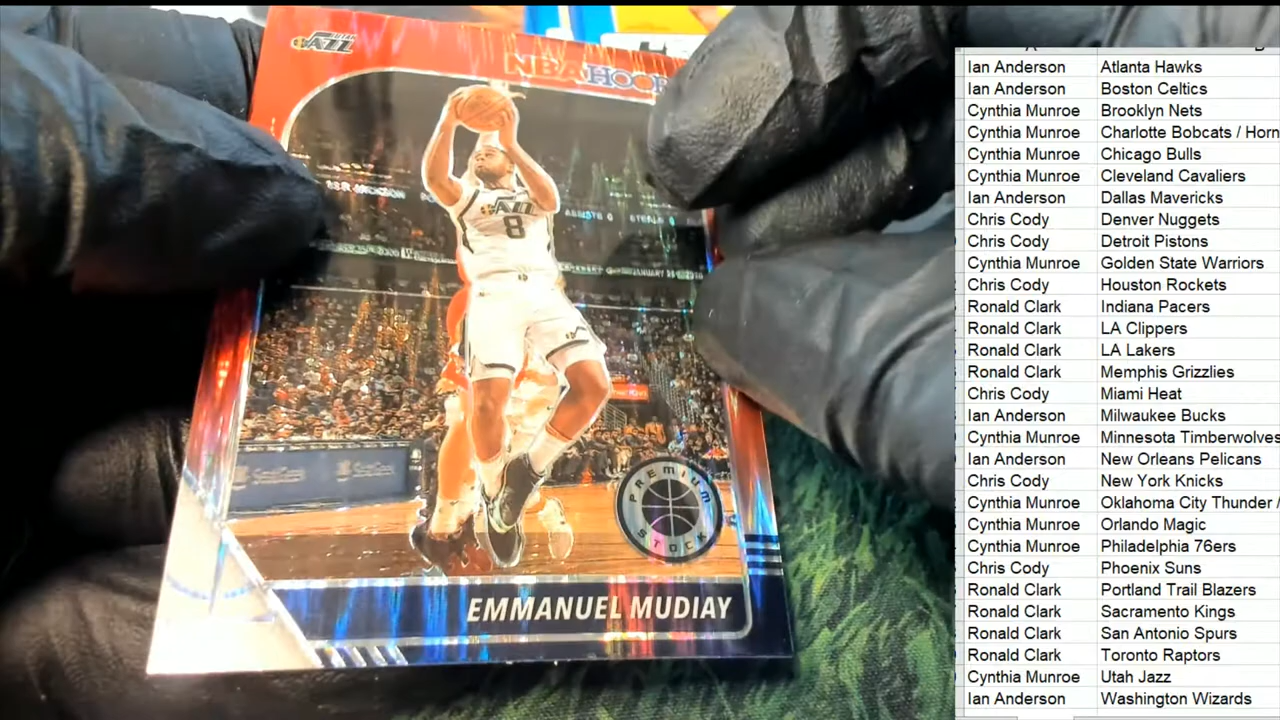 JAZZ
NBA HOOP
JAZZ
8
ASSISTS 0 STEALS 0
PREMIUM
STOCK
EMMANUEL MUDIAY
Ian Anderson Atlanta Hawks
Ian Anderson Boston Celtics
Cynthia Munroe Brooklyn Nets
Cynthia Munroe Charlotte Bobcats / Horn
Cynthia Munroe Chicago Bulls
Cynthia Munroe Cleveland Cavaliers
Ian Anderson Dallas Mavericks
Chris Cody Denver Nuggets
Chris Cody Detroit Pistons
Cynthia Munroe Golden State Warriors
Chris Cody Houston Rockets
Ronald Clark Indiana Pacers
Ronald Clark LA Clippers
Ronald Clark LA Lakers
Ronald Clark Memphis Grizzlies
Chris Cody Miami Heat
Ian Anderson Milwaukee Bucks
Cynthia Munroe Minnesota Timberwolves
Ian Anderson New Orleans Pelicans
Chris Cody New York Knicks
Cynthia Munroe Oklahoma City Thunder /
Cynthia Munroe Orlando Magic
Cynthia Munroe Philadelphia 76ers
Chris Cody Phoenix Suns
Ronald Clark Portland Trail Blazers
Ronald Clark Sacramento Kings
Ronald Clark San Antonio Spurs
Ronald Clark Toronto Raptors
Cynthia Munroe Utah Jazz
Ian Anderson Washington Wizards